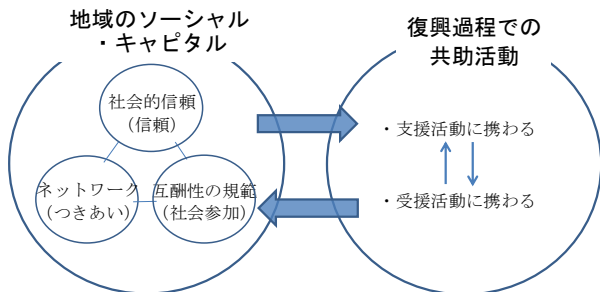 地域のソーシャル
・キャピタル
社会的信頼
（信頼）
ネットワーク
（つきあい）
互酬性の規範
（社会参加）
復興過程での
共助活動
・支援活動に携わる
・受援活動に携わる